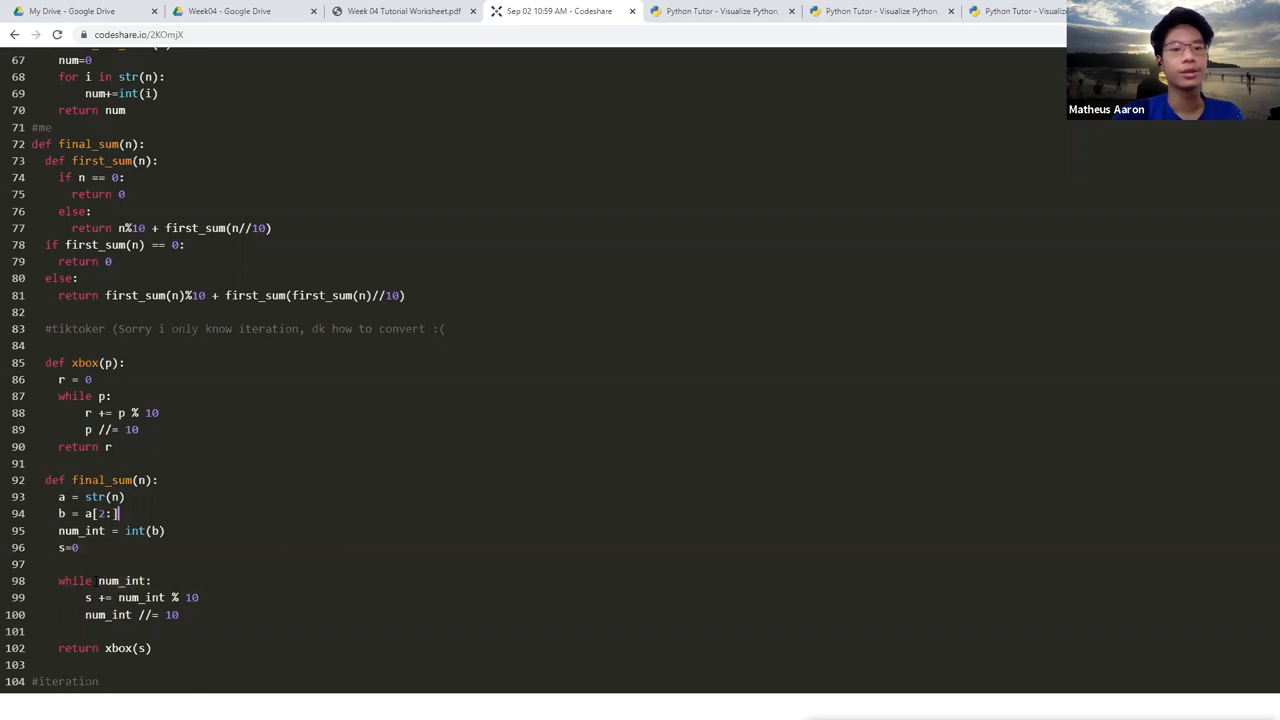 My Drive - Google Drive
Week04 - Google Drive
Week 04 Tutorial Worksheet.pdf
Sep 02 10:59 AM - Codeshare
Python Tutor - Visualize Python,
Python Tutor - Visualize Python,
Python Tutor - Visualiz
codeshare.io/2KOmjX
Matheus Aaron
67 num=0
68 for i in str(n):
69 num+=int(i)
70 return num
71 #me
72 def final_sum(n):
73 def first_sum(n):
74 if n == 0:
75 return 0
76 else:
77 return n%10 + first_sum(n//10)
78 if first_sum(n) == 0:
79 return 0
80 else:
81 return first_sum(n)%10 + first_sum(first_sum(n)//10)
82
83 #tiktoker (Sorry i only know iteration, dk how to convert :(
84
85 def xbox(p):
86 r = 0
87 while p:
88 r += p % 10
89 p //= 10
90 return r
91
92 def final_sum(n):
93 a = str(n)
94 b = a[2:]
95 num_int = int(b)
96 s=0
97
98 while num_int:
99 s += num_int % 10
100 num_int //= 10
101
102 return xbox(s)
103
104 #iteration